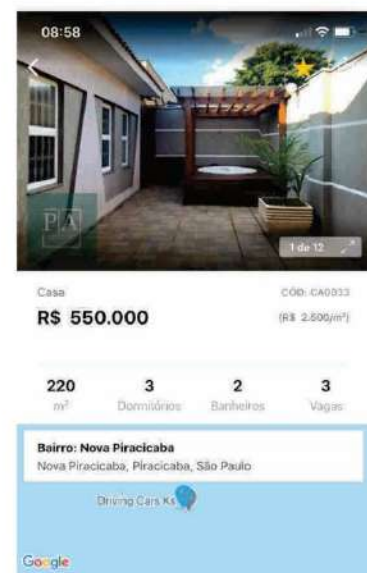 08:58
P|A
1 de 12
Casa
CÓD: CA0033
R$ 550.000
(R$ 2.500/m²)
220
3
2
3
m²
Dormitórios
Banheiros
Vagas
Bairro: Nova Piracicaba
Nova Piracicaba, Piracicaba, São Paulo
Driving Cars Ks
Google